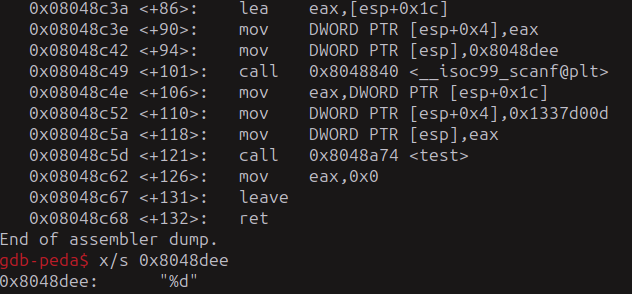 0x08048c3a <+86>: lea eax,[esp+0x1c]
0x08048c3e <+90>: mov DWORD PTR [esp+0x4],eax
0x08048c42 <+94>: mov DWORD PTR [esp],0x8048dee
0x08048c49 <+101>: call 0x8048840 <__isoc99_scanf@plt>
0x08048c4e <+106>: mov eax,DWORD PTR [esp+0x1c]
0x08048c52 <+110>: mov DWORD PTR [esp+0x4],0x1337d00d
0x08048c5a <+118>: mov DWORD PTR [esp],eax
0x08048c5d <+121>: call 0x8048a74 <test>
0x08048c62 <+126>: mov eax,0x0
0x08048c67 <+131>: leave
0x08048c68 <+132>: ret
End of assembler dump.
gdb-peda$ x/s 0x8048dee
0x8048dee: "%d"